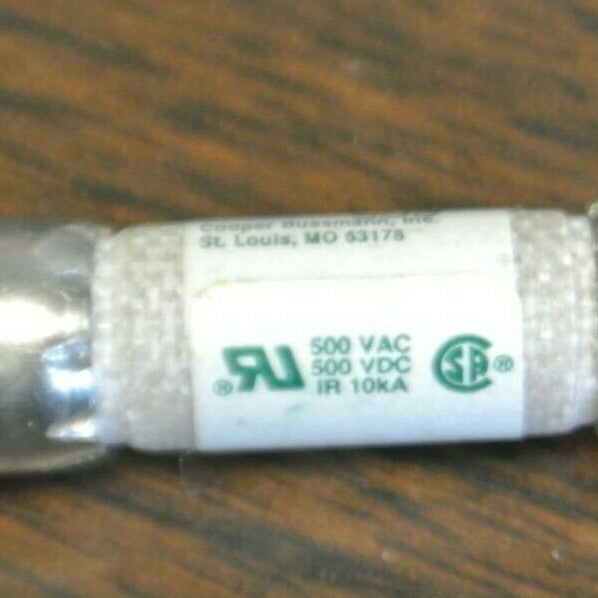 Cooper Bussmann, Inc.
St. Louis, MO 63178
500 VAC
500 VDC
IR 10kA